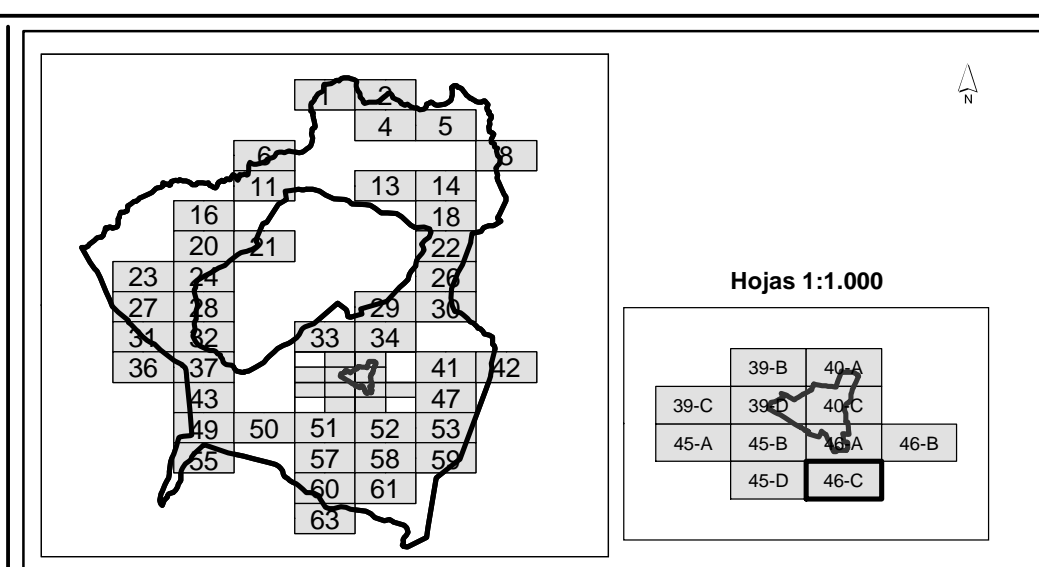 1 2
4 5
6 8
11 13 14
16 18
20 21 22
23 24 26
27 28 29 30
31 32 33 34
36 37 41 42
43 47
49 50 51 52 53
55 57 58 59
60 61
63
N
Hojas 1:1.000
39-B 40-A
39-C 39-D 40-C
45-A 45-B 46-A 46-B
45-D 46-C